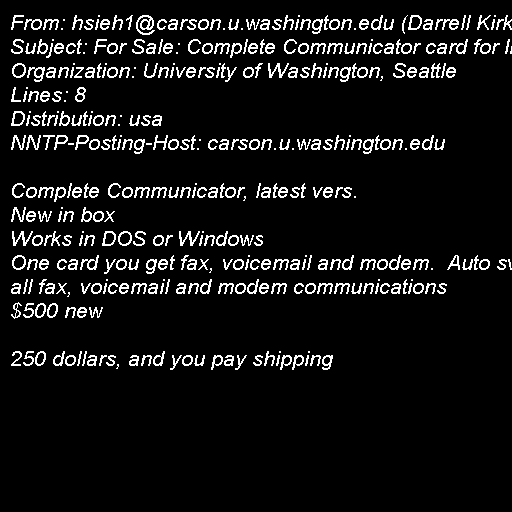 From: hsieh1@carson.u.washington.edu (Darrell Kirk
Subject: For Sale: Complete Communicator card for
Organization: University of Washington, Seattle
Lines: 8
Distribution: usa
NNTP-Posting-Host: carson.u.washington.edu

Complete Communicator, latest vers.
New in box
Works in DOS or Windows
One card you get fax, voicemail and modem.  Auto
all fax, voicemail and modem communications
$500 new

250 dollars, and you pay shipping